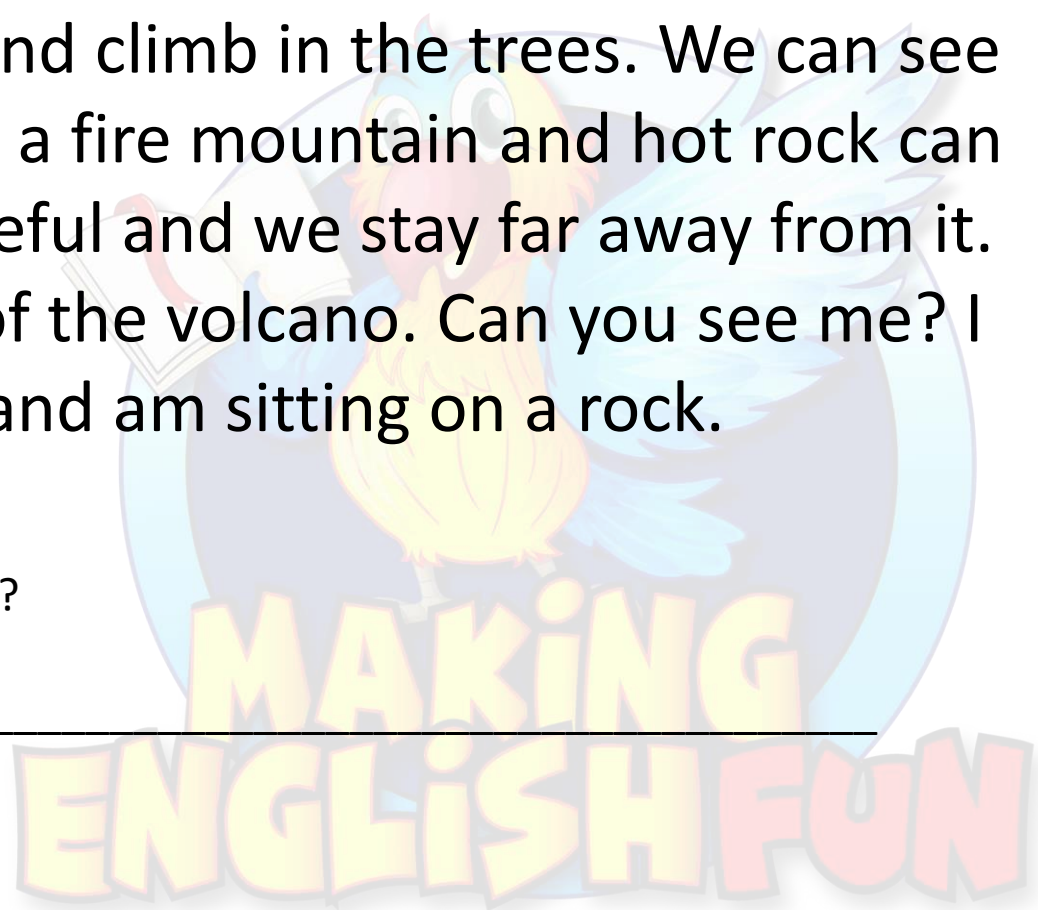 nd climb in the trees. We can see
a fire mountain and hot rock can
eful and we stay far away from it.
of the volcano. Can you see me? I
and am sitting on a rock.
?
MAKiNG
ENGLiSH FUN